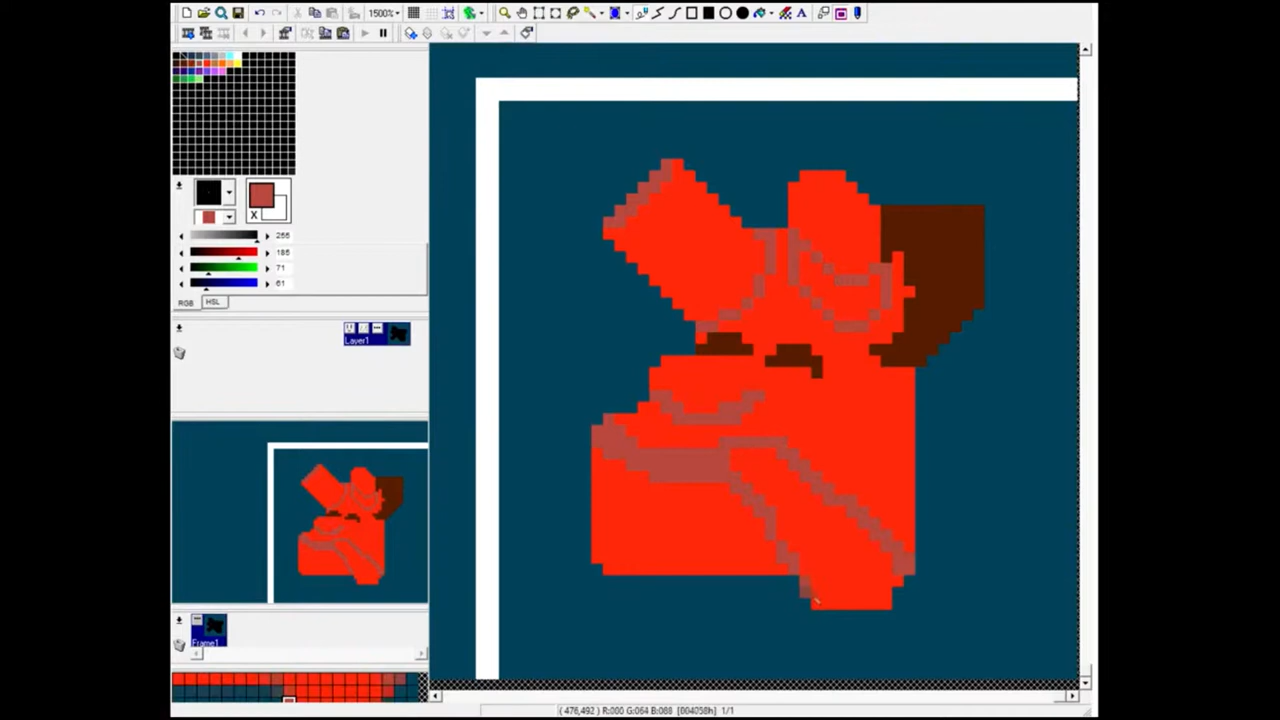 1500%
A
X
255
185
71
61
RGB
HSL
Layer1
Frame1
( 476,492 ) R:000 G:064 B:088 [004058h] 1/1